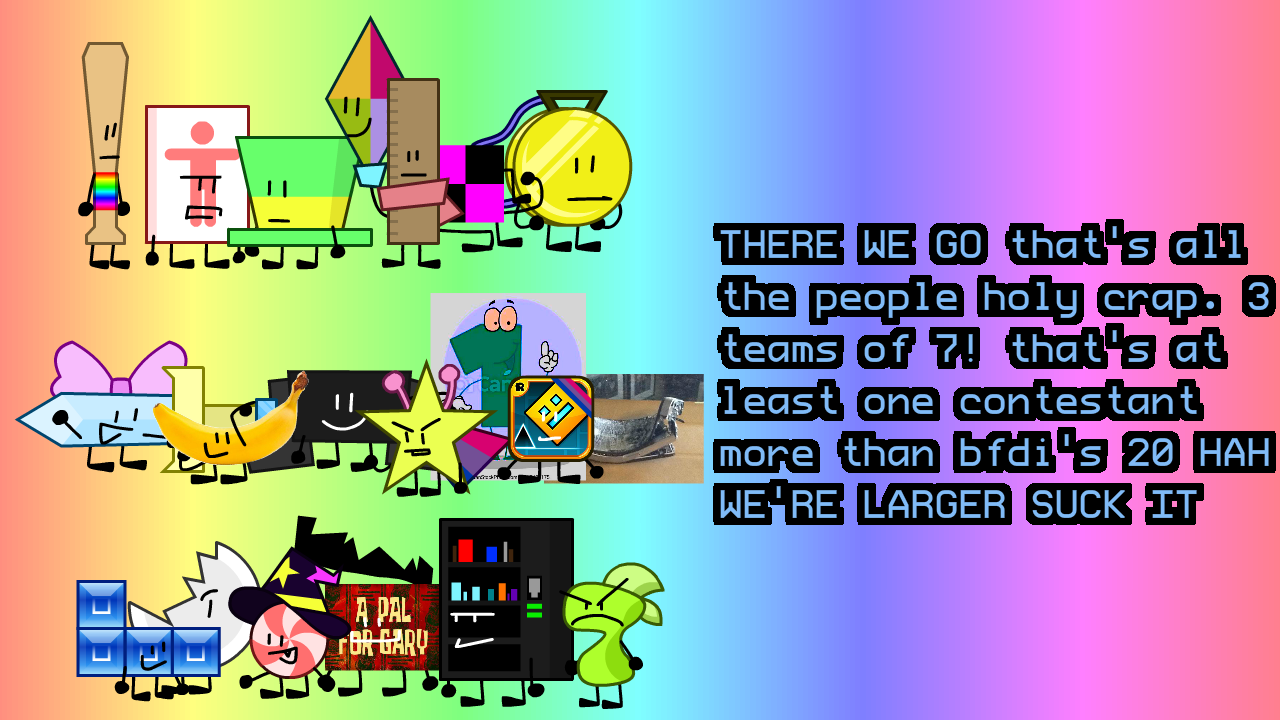 THERE WE GO that's all
the people holy crap. 3
teams of 7! that's at
least one contestant
more than bfdi's 20 HAH
WE'RE LARGER SUCK IT
A PAL
FOR GARY